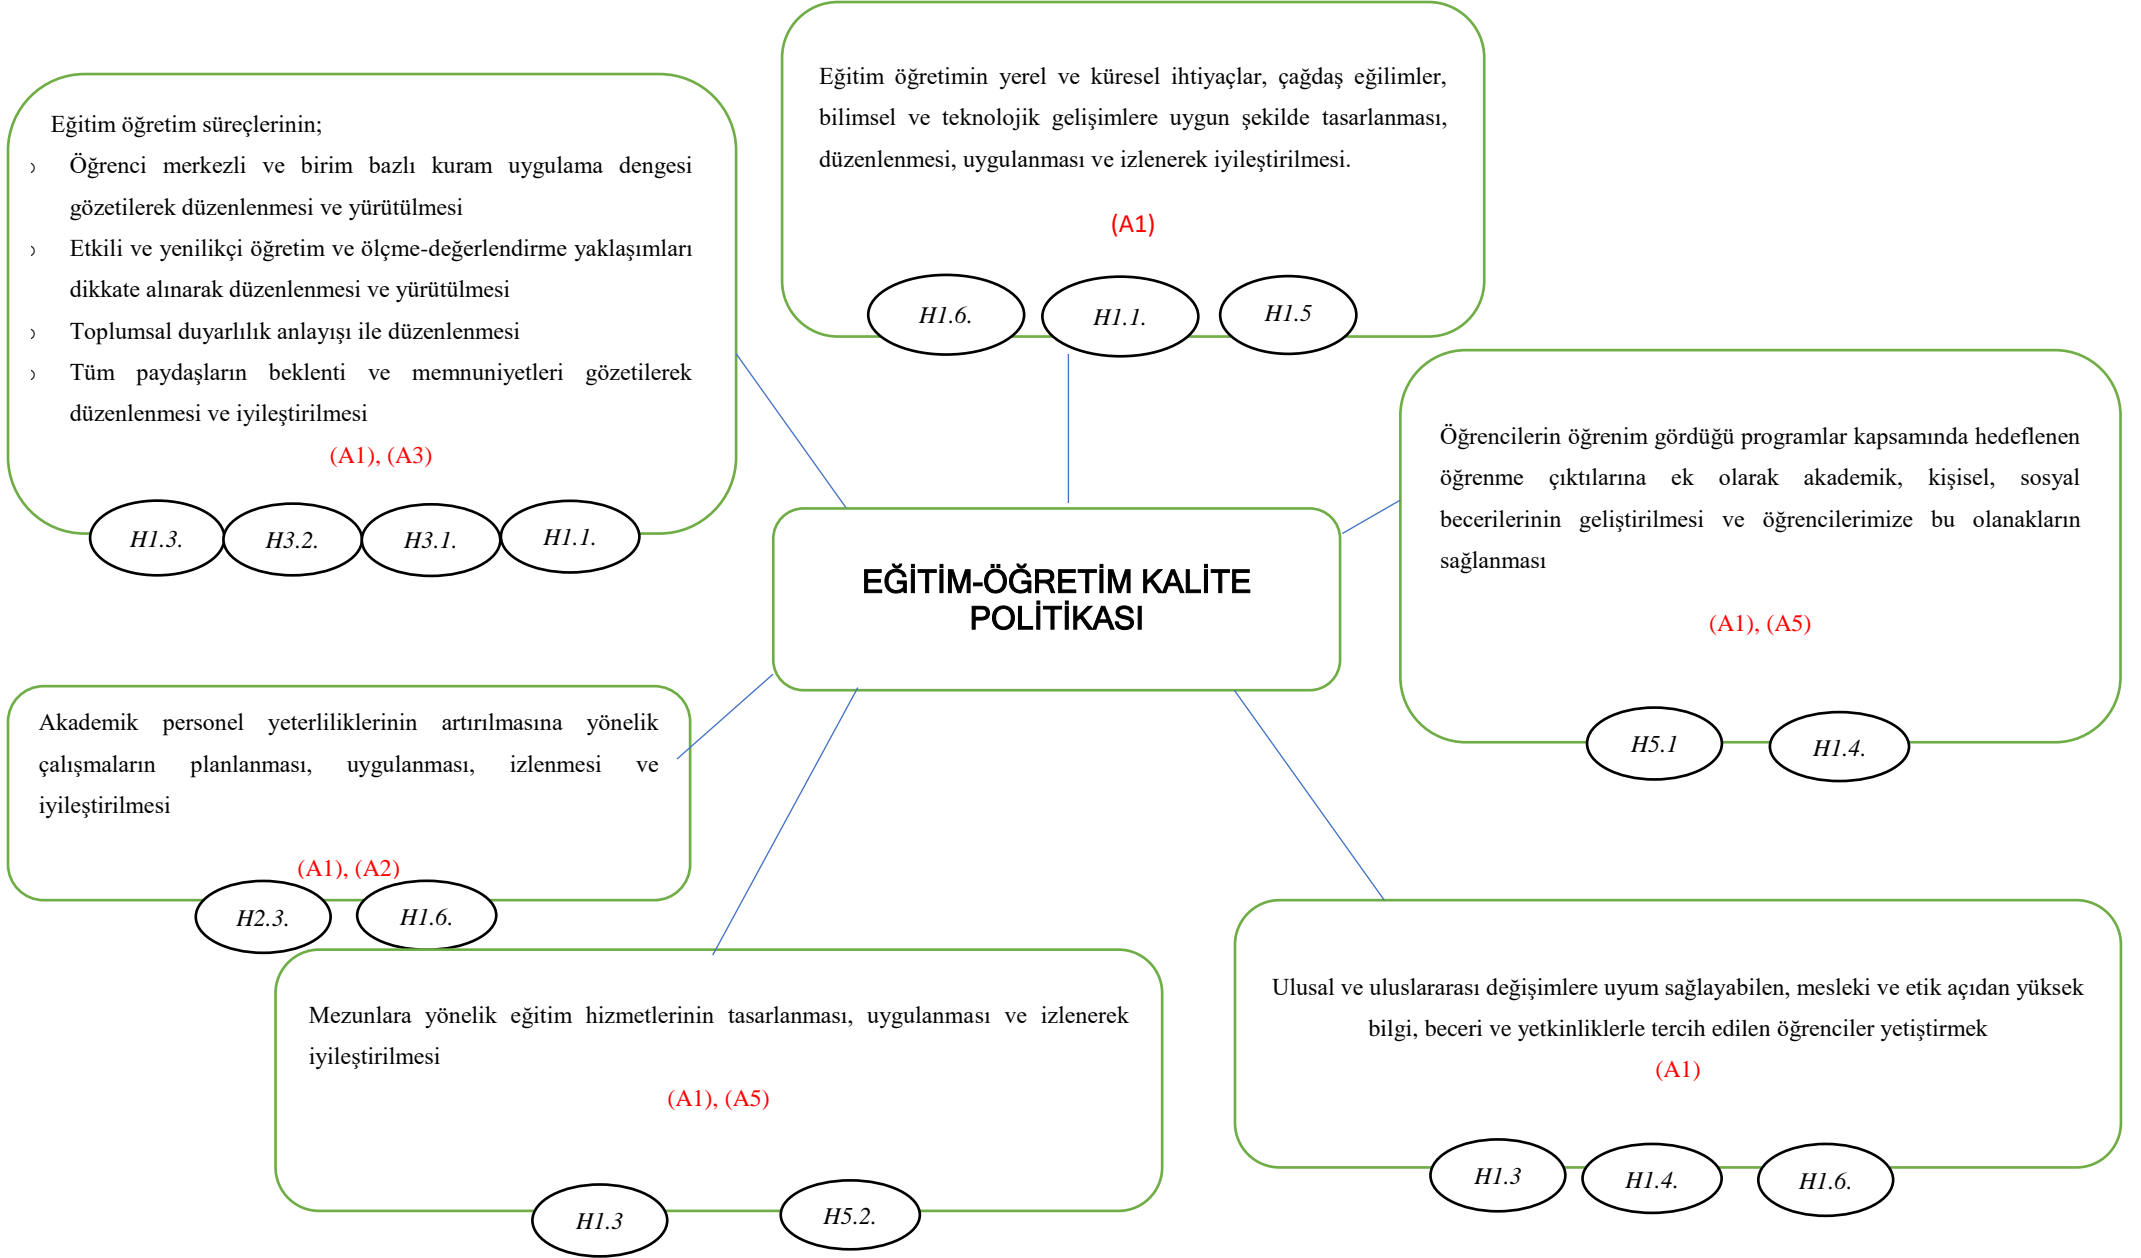 Eğitim öğretim süreçlerinin;
Öğrenci merkezli ve birim bazlı kuram uygulama dengesi
gözetilerek düzenlenmesi ve yürütülmesi
Etkili ve yenilikçi öğretim ve ölçme-değerlendirme yaklaşımları
dikkate alınarak düzenlenmesi ve yürütülmesi
Toplumsal duyarlılık anlayışı ile düzenlenmesi
Tüm paydaşların beklenti ve memnuniyetleri gözetilerek
düzenlenmesi ve iyileştirilmesi
(A1), (A3)
H1.3.
H3.2.
H3.1.
H1.1.
Eğitim öğretimin yerel ve küresel ihtiyaçlar, çağdaş eğilimler,
bilimsel ve teknolojik gelişimlere uygun şekilde tasarlanması,
düzenlenmesi, uygulanması ve izlenerek iyileştirilmesi.
(A1)
H1.6.
H1.1.
H1.5
Öğrencilerin öğrenim gördüğü programlar kapsamında hedeflenen
öğrenme çıktılarına ek olarak akademik, kişisel, sosyal
becerilerinin geliştirilmesi ve öğrencilerimize bu olanakların
sağlanması
(A1), (A5)
H5.1
H1.4.
EĞİTİM-ÖĞRETİM KALİTE
POLİTİKASI
Akademik personel yeterliliklerinin artırılmasına yönelik
çalışmaların planlanması, uygulanması, izlenmesi ve
iyileştirilmesi
(A1), (A2)
H2.3.
H1.6.
Mezunlara yönelik eğitim hizmetlerinin tasarlanması, uygulanması ve izlenerek
iyileştirilmesi
(A1), (A5)
H1.3
H5.2.
Ulusal ve uluslararası değişimlere uyum sağlayabilen, mesleki ve etik açıdan yüksek
bilgi, beceri ve yetkinliklerle tercih edilen öğrenciler yetiştirmek
(A1)
H1.3
H1.4.
H1.6.